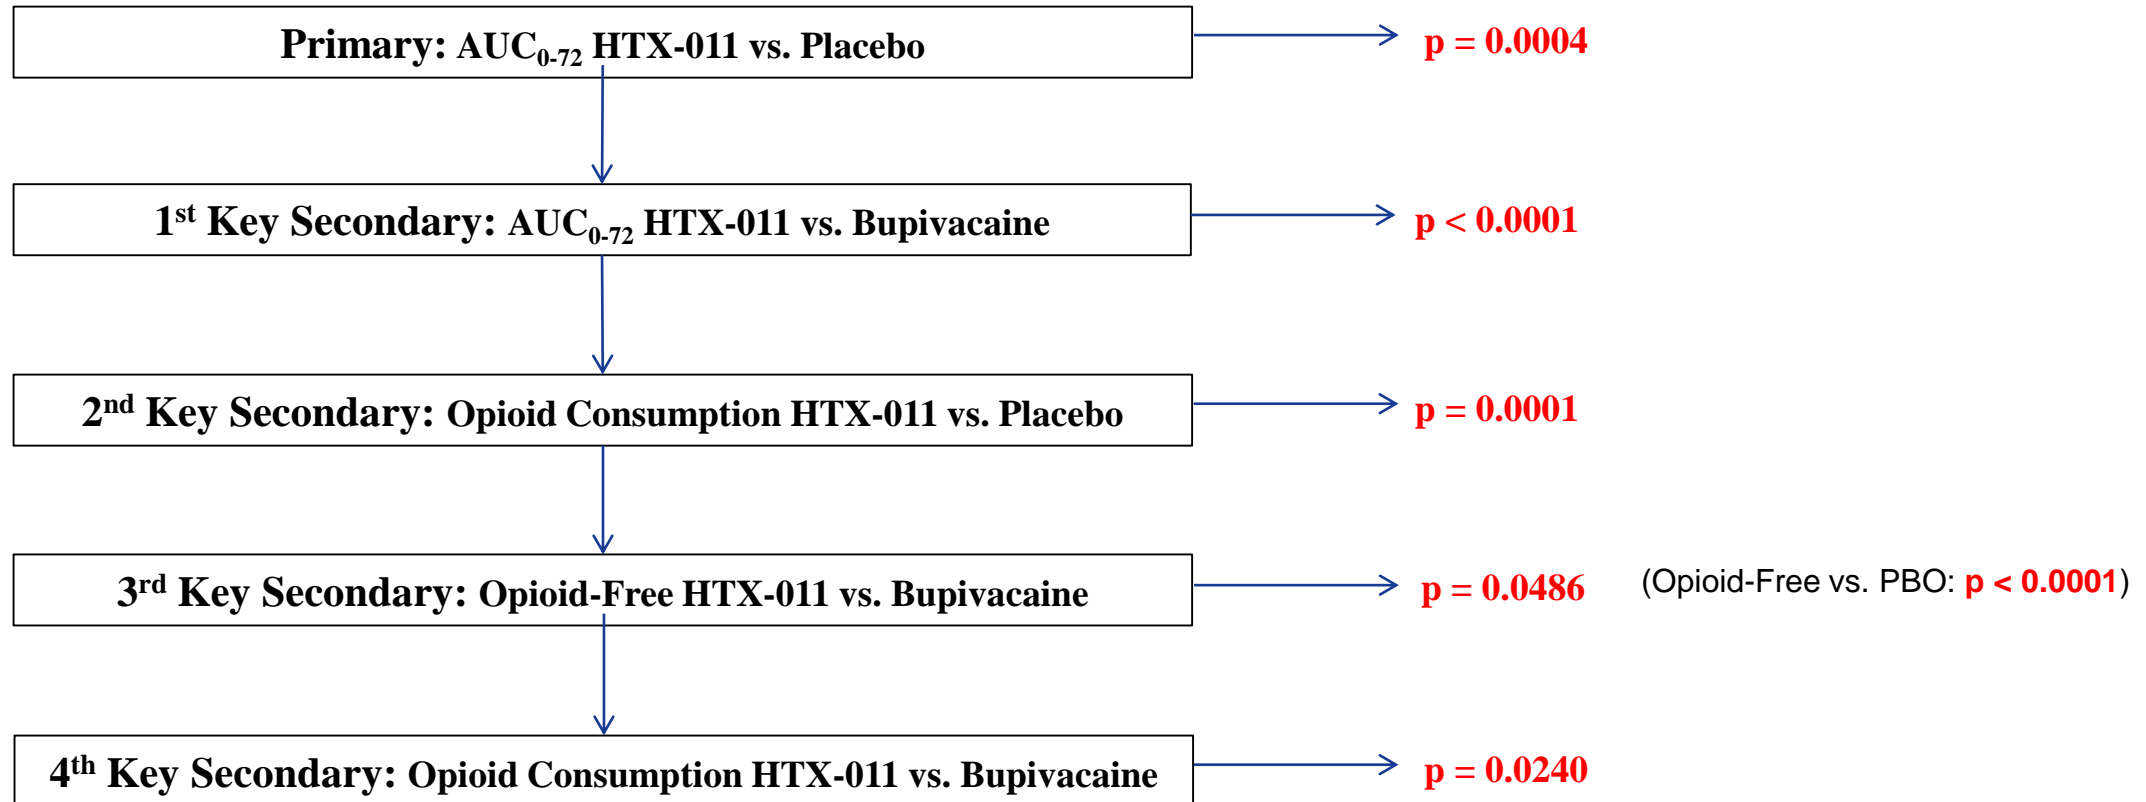 Primary: AUC₀₋₇₂ HTX-011 vs. Placebo
p = 0.0004
1ˢᵗ Key Secondary: AUC₀₋₇₂ HTX-011 vs. Bupivacaine
p < 0.0001
2ⁿᵈ Key Secondary: Opioid Consumption HTX-011 vs. Placebo
p = 0.0001
3ʳᵈ Key Secondary: Opioid-Free HTX-011 vs. Bupivacaine
p = 0.0486
(Opioid-Free vs. PBO: p < 0.0001)
4ᵗʰ Key Secondary: Opioid Consumption HTX-011 vs. Bupivacaine
p = 0.0240